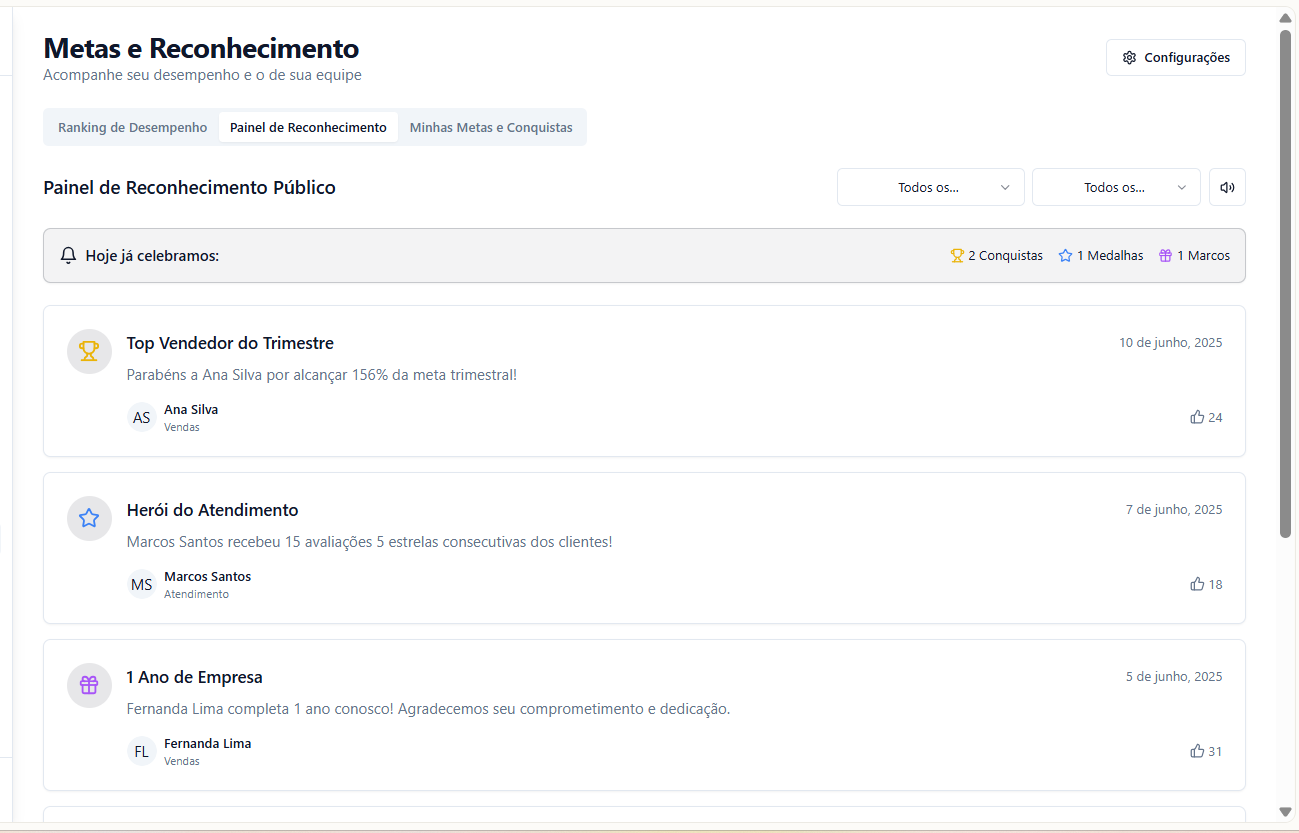 Metas e Reconhecimento
Acompanhe seu desempenho e o de sua equipe
Configurações
Ranking de Desempenho
Painel de Reconhecimento
Minhas Metas e Conquistas
Painel de Reconhecimento Público
Todos os...
Todos os...
Hoje já celebramos:
2 Conquistas
1 Medalhas
1 Marcos
Top Vendedor do Trimestre
10 de junho, 2025
Parabéns a Ana Silva por alcançar 156% da meta trimestral!
AS
Ana Silva
Vendas
24
Herói do Atendimento
7 de junho, 2025
Marcos Santos recebeu 15 avaliações 5 estrelas consecutivas dos clientes!
MS
Marcos Santos
Atendimento
18
1 Ano de Empresa
5 de junho, 2025
Fernanda Lima completa 1 ano conosco! Agradecemos seu comprometimento e dedicação.
FL
Fernanda Lima
Vendas
31